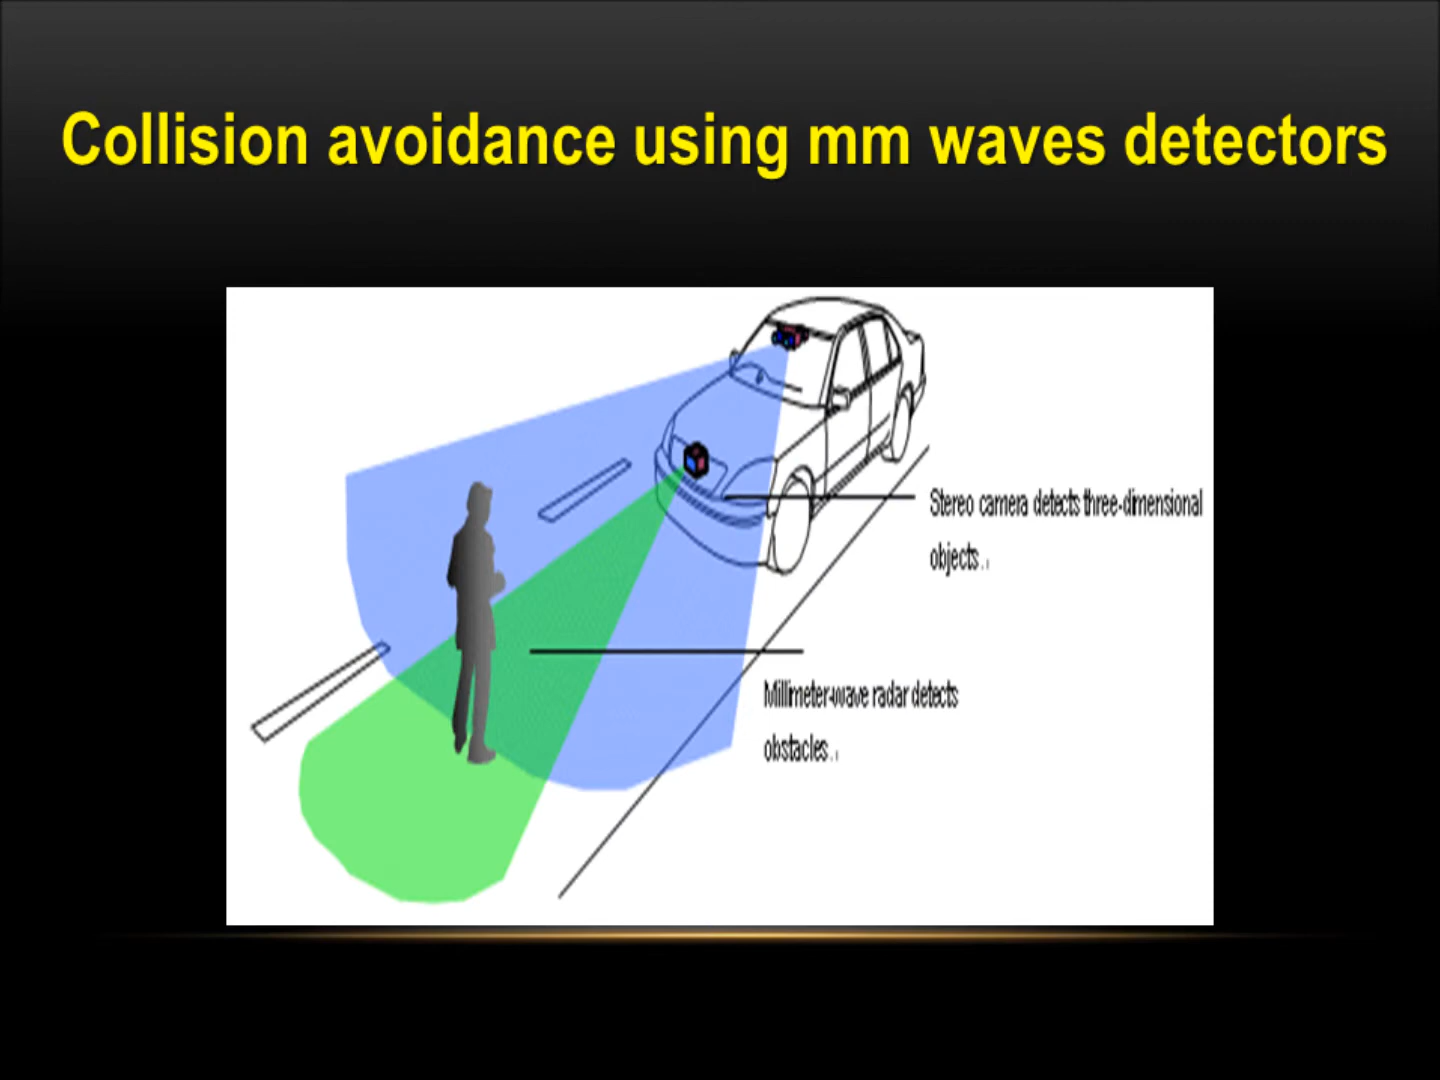 Collision avoidance using mm waves detectors
Stereo camera detects three-dimensional
objects.
Millimeter-wave radar detects
obstacles.